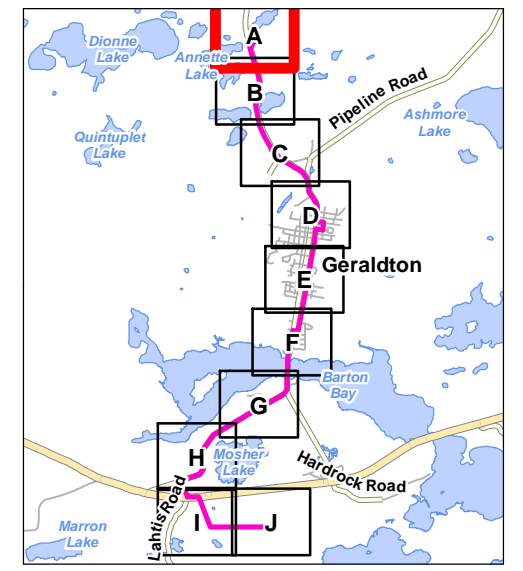 A
Dionne
Lake
Annette
Lake
B
Pipeline Road
Ashmore
Lake
Quintuplet
Lake
C
D
Geraldton
E
F
Barton
Bay
G
H
Mosher
Lake
Hardrock Road
Lahtis Road
I
J
Marron
Lake